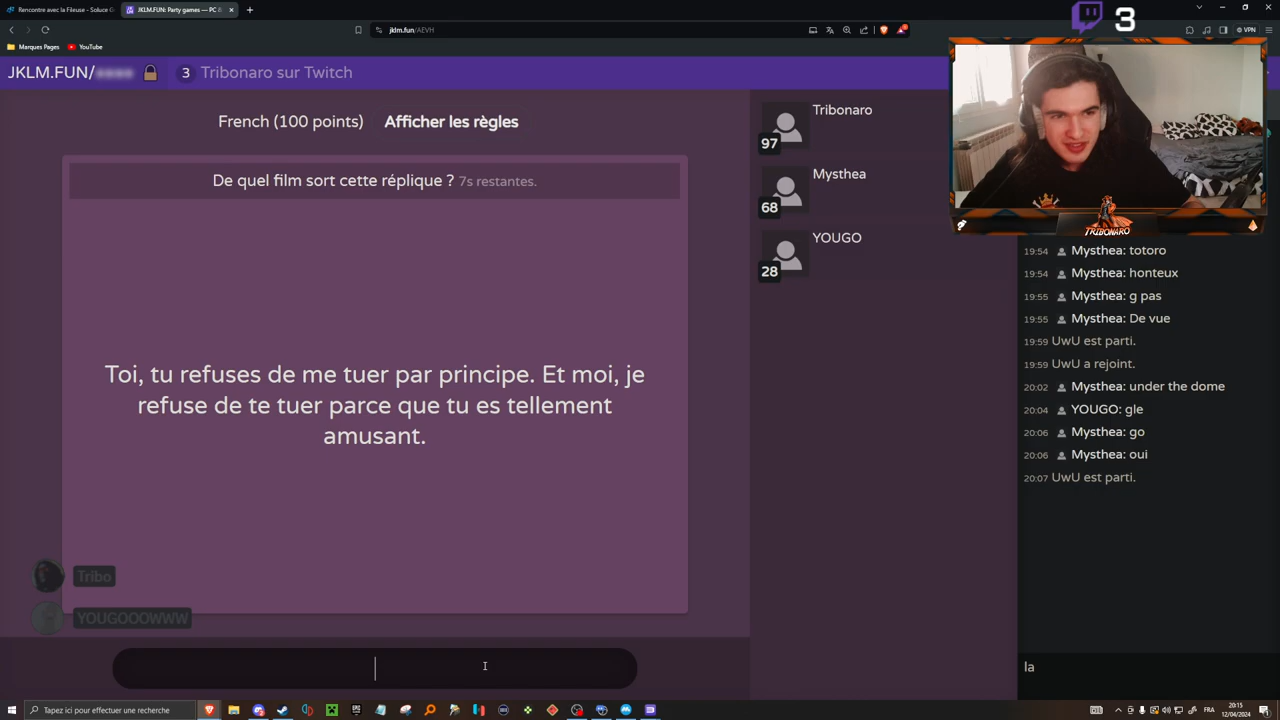 Rencontre avec la Fileuse - Soluce G
JKLM.FUN: Party games — PC &
jklm.fun/AEVH
VPN
Marques Pages
YouTube
3
JKLM.FUN/
3 Tribonaro sur Twitch
French (100 points) Afficher les règles
De quel film sort cette réplique ? 7s restantes.
Toi, tu refuses de me tuer par principe. Et moi, je
refuse de te tuer parce que tu es tellement
amusant.
Tribo
YOUGOOOWWW
Tribonaro
97
Mysthea
68
YOUGO
28
TRIBONARO
19:54 Mysthea: totoro
19:54 Mysthea: honteux
19:55 Mysthea: g pas
19:55 Mysthea: De vue
19:59 UwU est parti.
19:59 UwU a rejoint.
20:02 Mysthea: under the dome
20:04 YOUGO: gle
20:06 Mysthea: go
20:06 Mysthea: oui
20:07 UwU est parti.
la
Tapez ici pour effectuer une recherche
FRA
20:15
12/04/2024